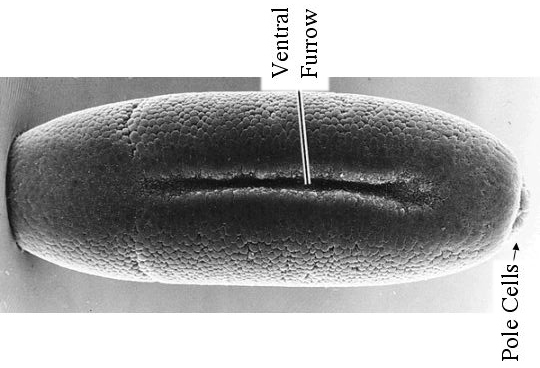 Ventral
Furrow
Pole Cells→